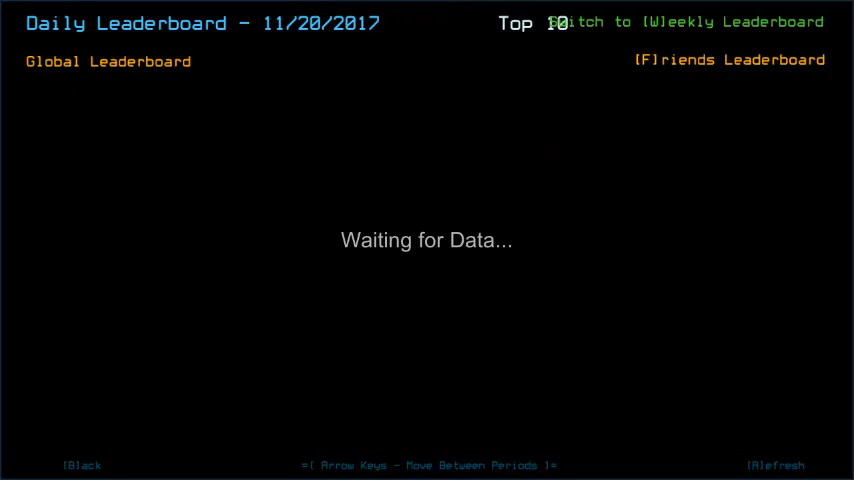 Daily Leaderboard - 11/20/2017
Top 10
Switch to [W]eekly Leaderboard
Global Leaderboard
[F]riends Leaderboard
Waiting for Data...
[B]ack
=[ Arrow Keys - Move Between Periods ]=
[R]efresh